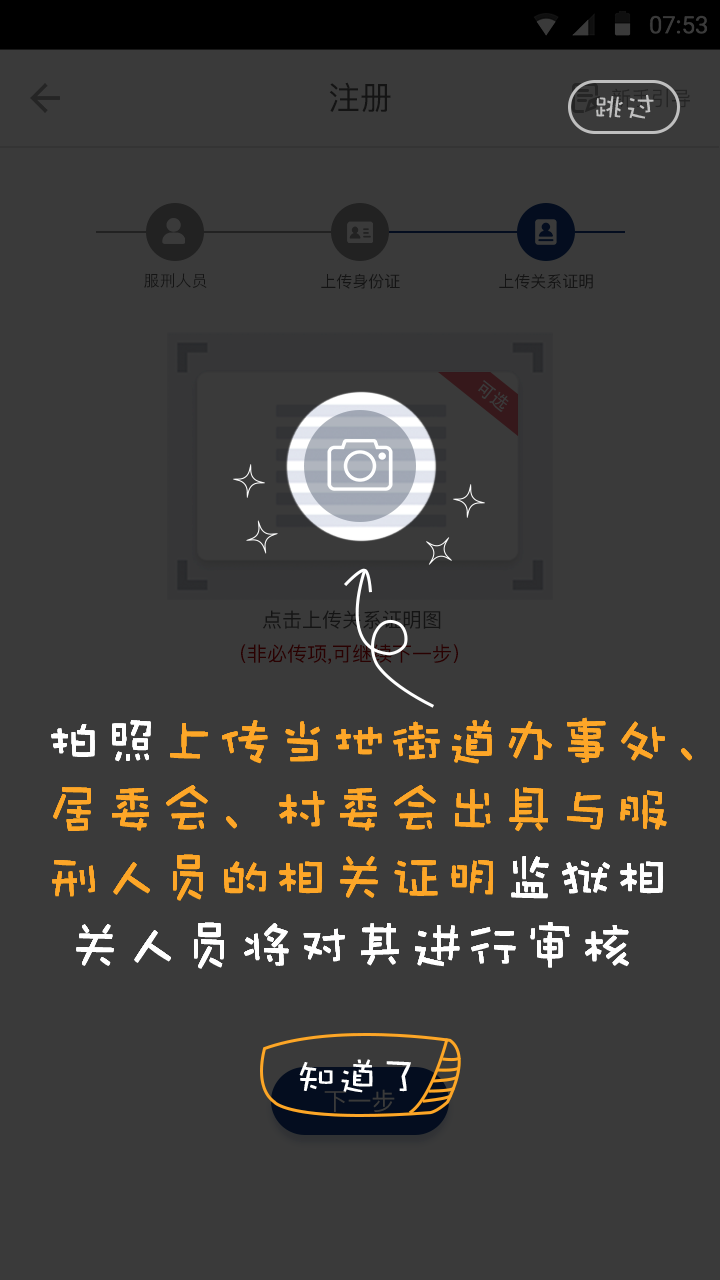 07:53
注册
新手引导
跳过
服刑人员
上传身份证
上传关系证明
可选
点击上传关系证明图
(非必传项,可继续下一步)
拍照上传当地街道办事处、
居委会、村委会出具与服
刑人员的相关证明监狱相
关人员将对其进行审核
知道了
下一步